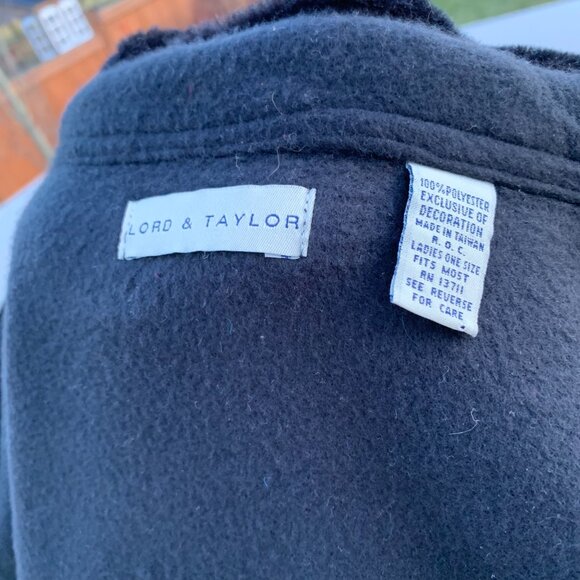 LORD & TAYLOR
100% POLYESTER
EXCLUSIVE OF
DECORATION
MADE IN TAIWAN
R. O. C.
LADIES ONE SIZE
FITS MOST
RN 13711
SEE REVERSE
FOR CARE